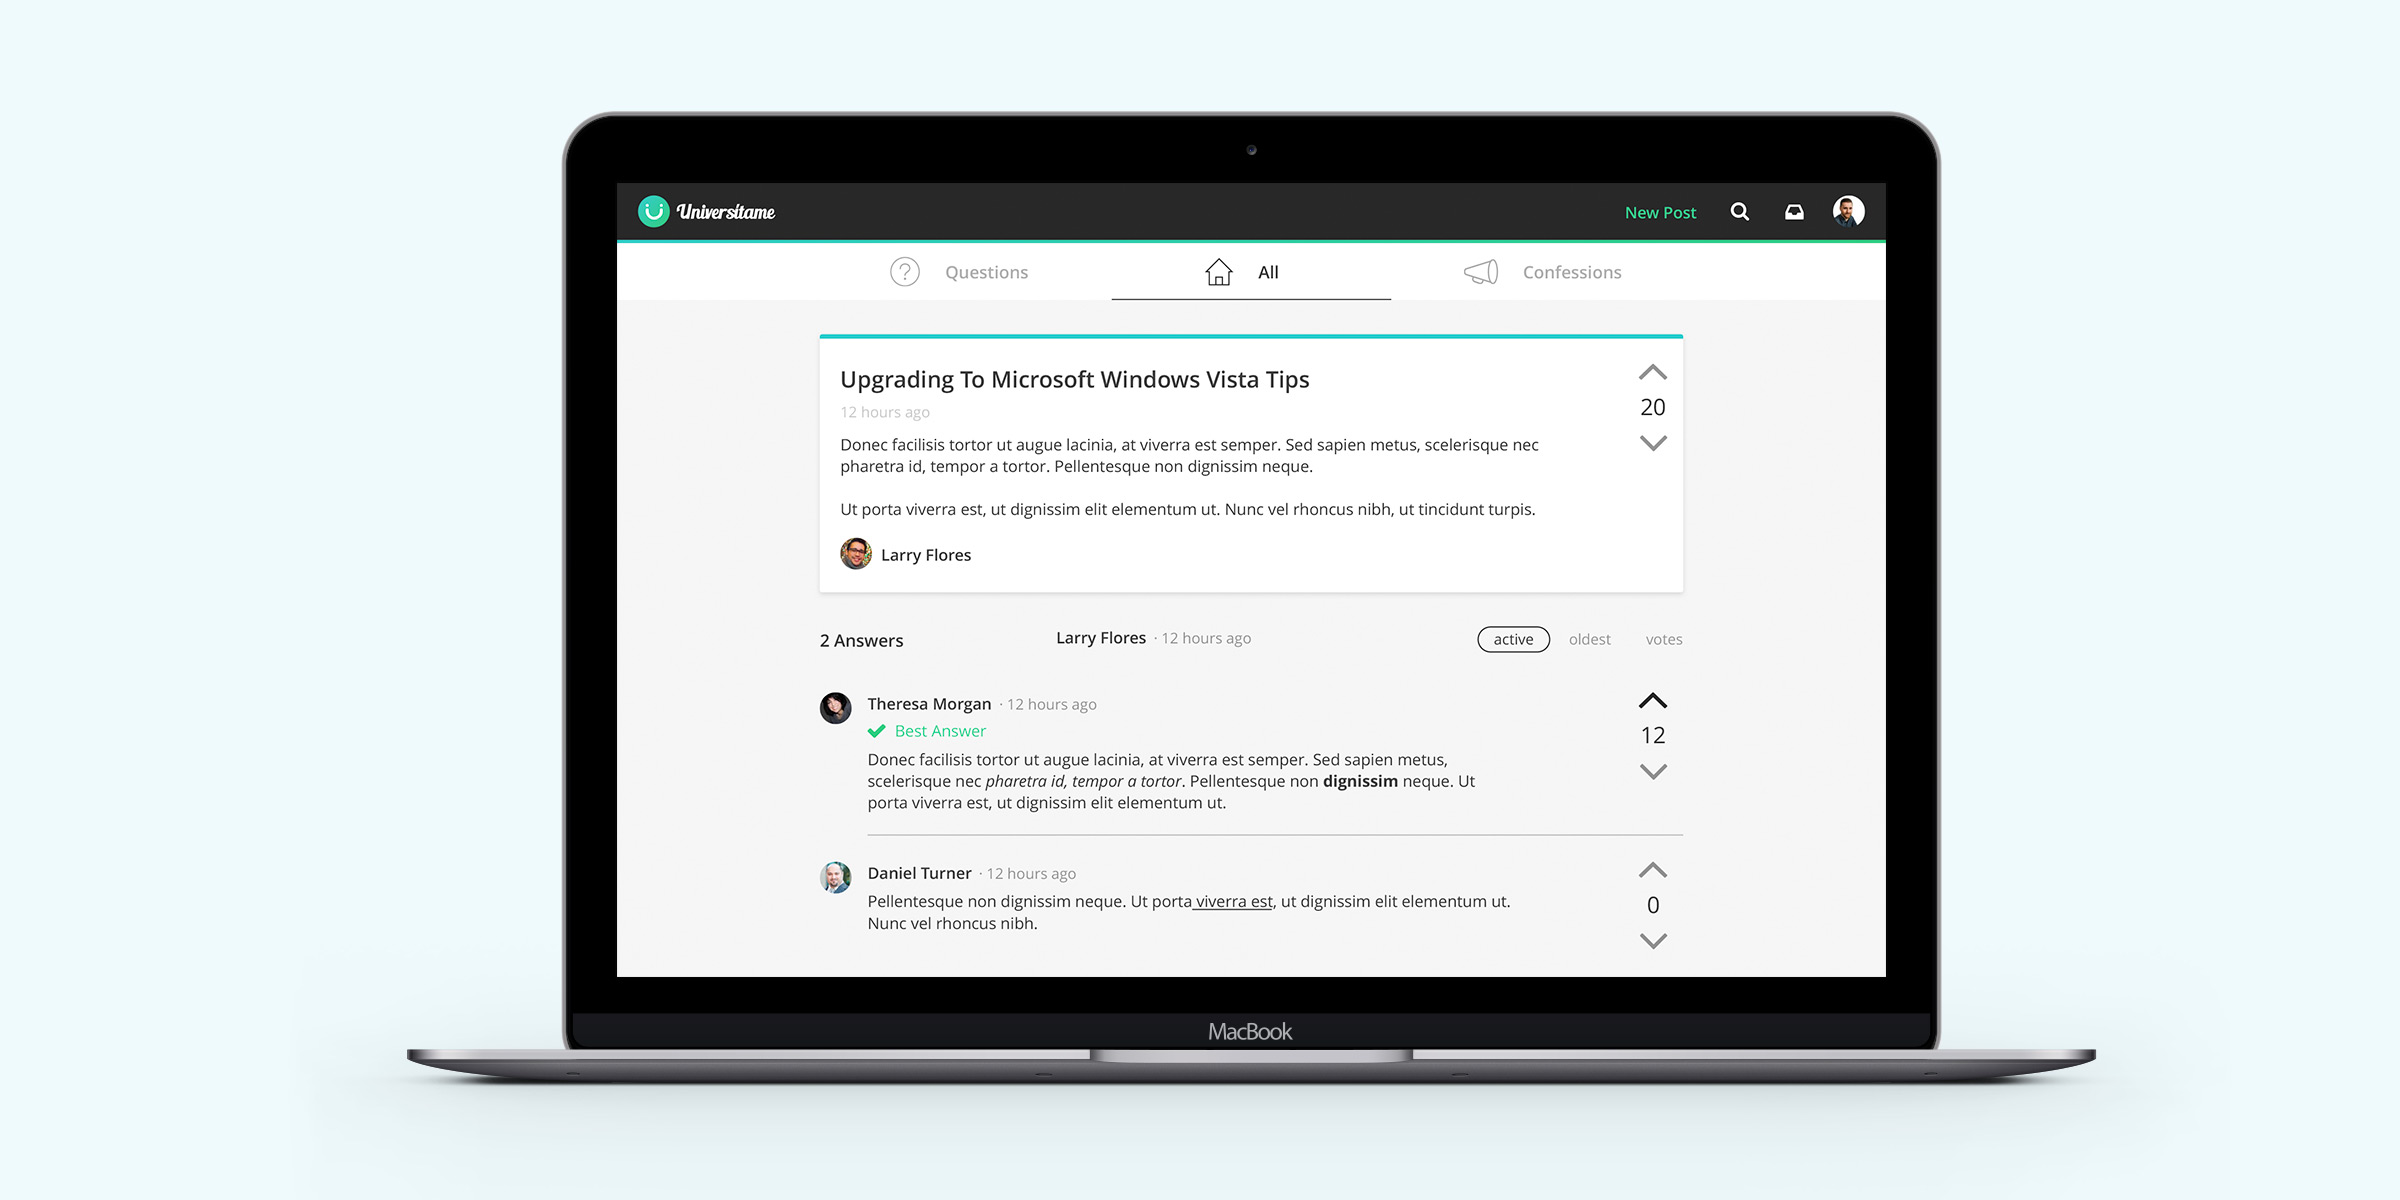 Universítame
New Post
Questions
All
Confessions
Upgrading To Microsoft Windows Vista Tips
12 hours ago
20
Donec facilisis tortor ut augue lacinia, at viverra est semper. Sed sapien metus, scelerisque nec
pharetra id, tempor a tortor. Pellentesque non dignissim neque.
Ut porta viverra est, ut dignissim elit elementum ut. Nunc vel rhoncus nibh, ut tincidunt turpis.
Larry Flores
2 Answers
Larry Flores · 12 hours ago
active
oldest
votes
Theresa Morgan · 12 hours ago
Best Answer
12
Donec facilisis tortor ut augue lacinia, at viverra est semper. Sed sapien metus,
scelerisque nec pharetra id, tempor a tortor. Pellentesque non dignissim neque. Ut
porta viverra est, ut dignissim elit elementum ut.
Daniel Turner · 12 hours ago
Pellentesque non dignissim neque. Ut porta viverra est, ut dignissim elit elementum ut.
Nunc vel rhoncus nibh.
0
MacBook